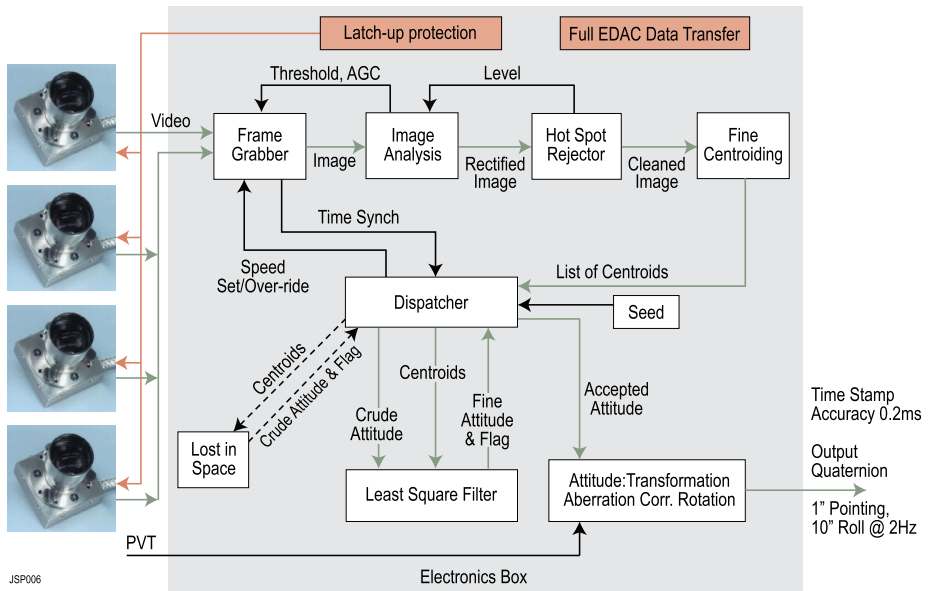 Latch-up protection
Full EDAC Data Transfer
Threshold, AGC
Level
Video
Frame
Grabber
Image
Image
Analysis
Rectified
Image
Hot Spot
Rejector
Cleaned
Image
Fine
Centroiding
Time Synch
Speed
Set/Over-ride
List of Centroids
Dispatcher
Seed
Centroids
Crude Attitude & Flag
Centroids
Crude
Attitude
Fine
Attitude
& Flag
Accepted
Attitude
Time Stamp
Accuracy 0.2ms
Lost in
Space
Least Square Filter
Attitude:Transformation
Aberration Corr. Rotation
Output
Quaternion
1” Pointing,
10” Roll @ 2Hz
PVT
JSP006
Electronics Box